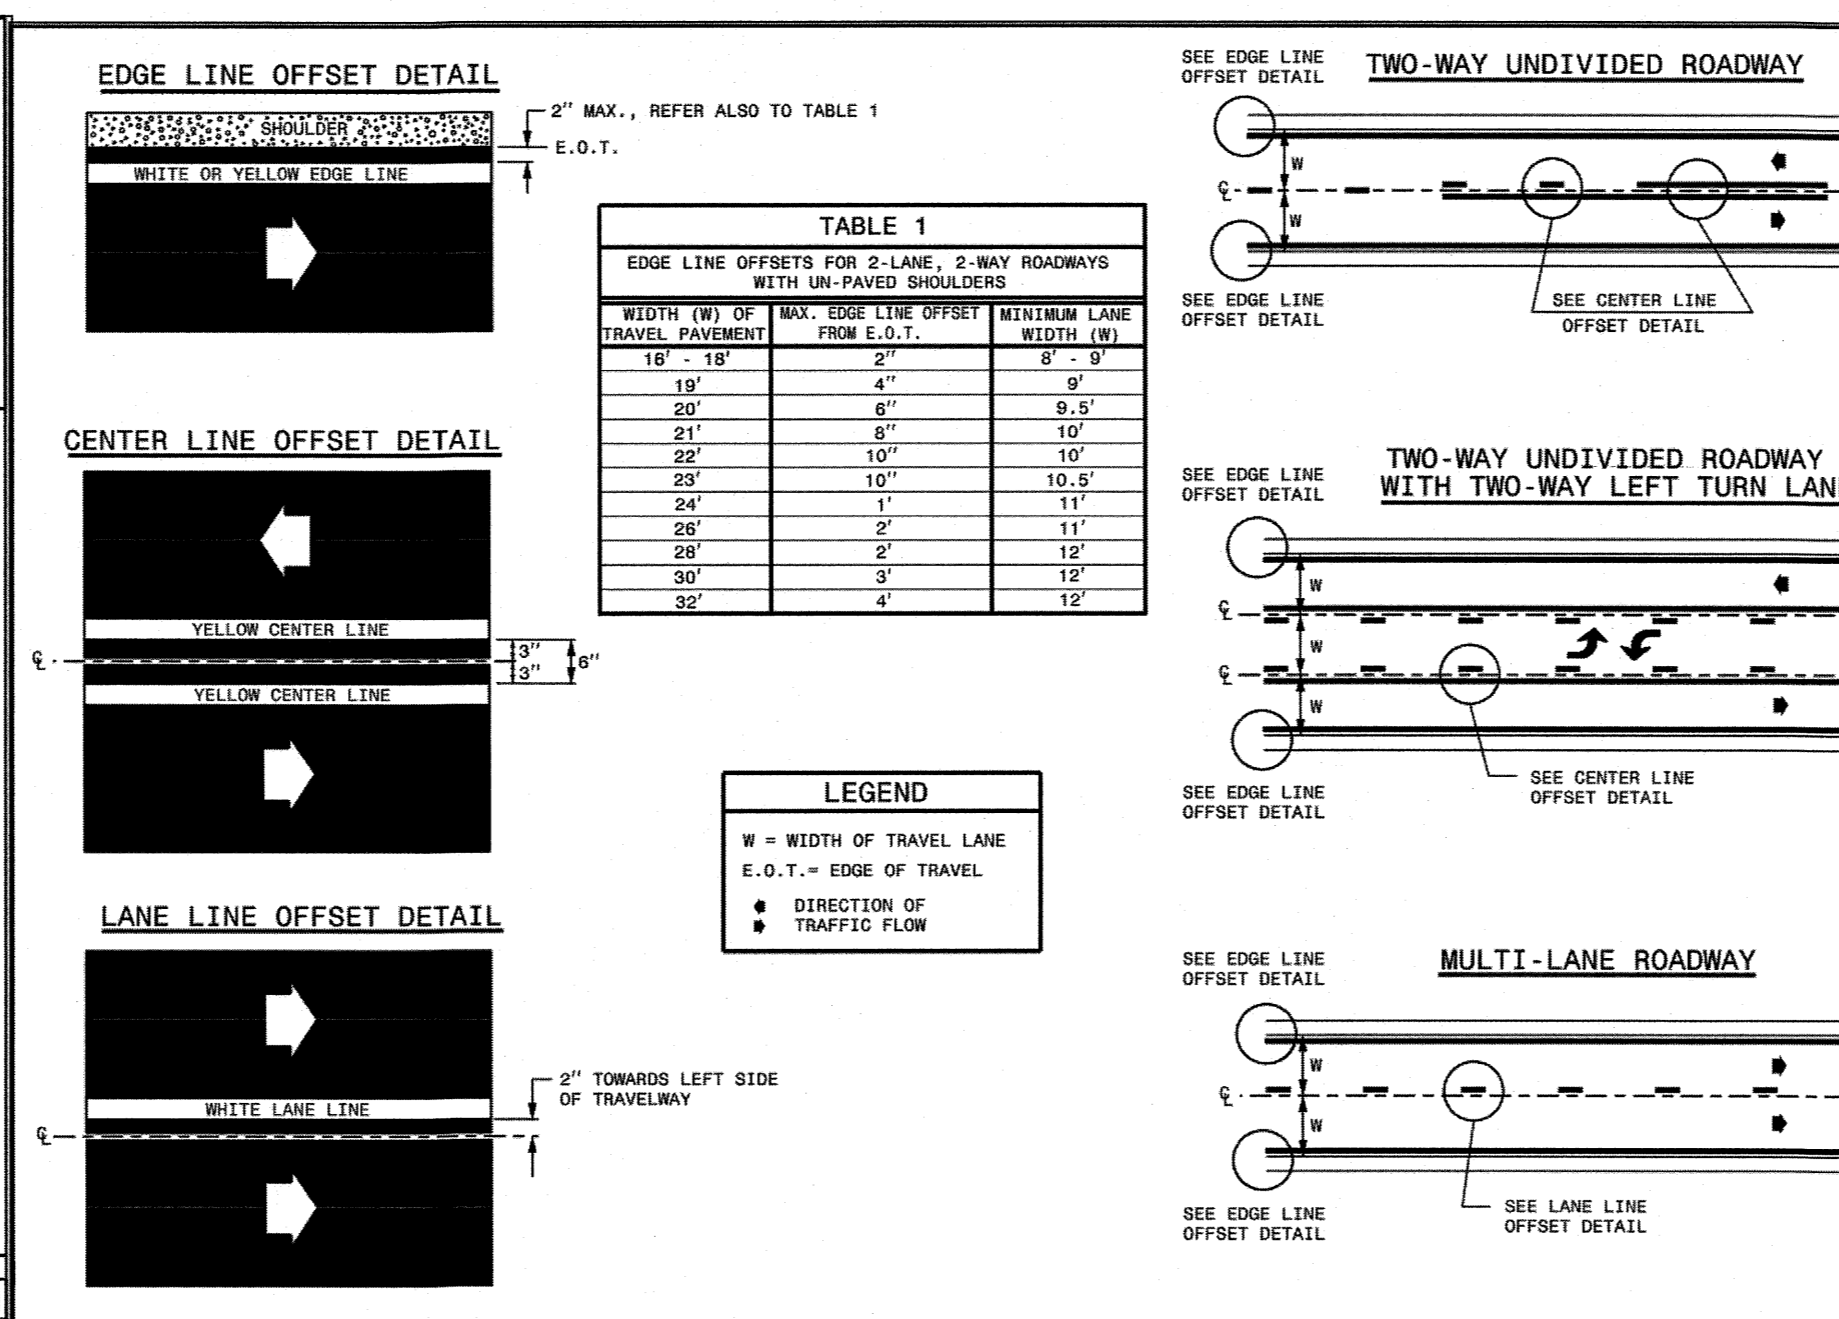 EDGE LINE OFFSET DETAIL
SHOULDER
2" MAX., REFER ALSO TO TABLE 1
E.O.T.
WHITE OR YELLOW EDGE LINE
CENTER LINE OFFSET DETAIL
YELLOW CENTER LINE
3"
6"
3"
YELLOW CENTER LINE
℄
LANE LINE OFFSET DETAIL
WHITE LANE LINE
2" TOWARDS LEFT SIDE
OF TRAVELWAY
℄
TABLE 1
EDGE LINE OFFSETS FOR 2-LANE, 2-WAY ROADWAYS
WITH UN-PAVED SHOULDERS
WIDTH (W) OF TRAVEL PAVEMENT MAX. EDGE LINE OFFSET FROM E.O.T. MINIMUM LANE WIDTH (W)
16' - 18' 2" 8' - 9'
19' 4" 9'
20' 6" 9.5'
21' 8" 10'
22' 10" 10'
23' 10" 10.5'
24' 1' 11'
26' 2' 11'
28' 2' 12'
30' 3' 12'
32' 4' 12'
LEGEND
W = WIDTH OF TRAVEL LANE
E.O.T.= EDGE OF TRAVEL
DIRECTION OF
TRAFFIC FLOW
SEE EDGE LINE
OFFSET DETAIL
TWO-WAY UNDIVIDED ROADWAY
W
℄
W
SEE EDGE LINE
OFFSET DETAIL
SEE CENTER LINE
OFFSET DETAIL
SEE EDGE LINE
OFFSET DETAIL
TWO-WAY UNDIVIDED ROADWAY
WITH TWO-WAY LEFT TURN LAN
W
℄
W
℄
W
SEE CENTER LINE
OFFSET DETAIL
SEE EDGE LINE
OFFSET DETAIL
SEE EDGE LINE
OFFSET DETAIL
MULTI-LANE ROADWAY
W
℄
W
SEE LANE LINE
OFFSET DETAIL
SEE EDGE LINE
OFFSET DETAIL